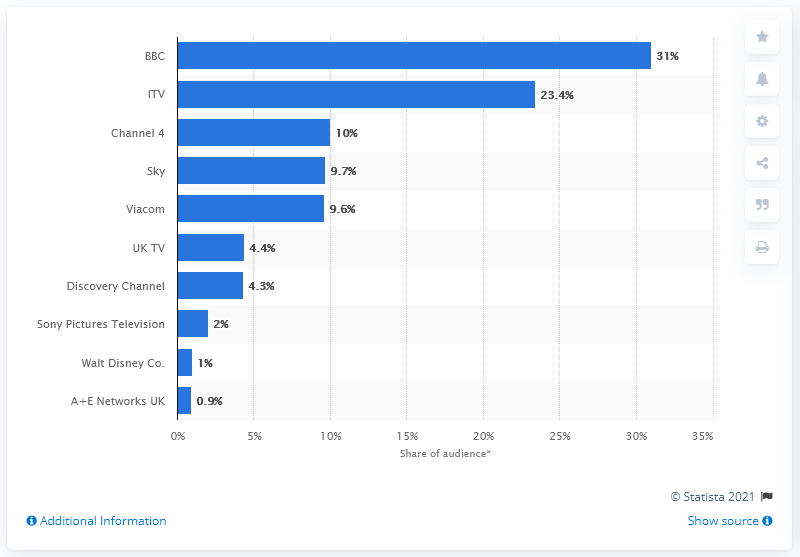 BBC 31%
ITV 23.4%
Channel 4 10%
Sky 9.7%
Viacom 9.6%
UK TV 4.4%
Discovery Channel 4.3%
Sony Pictures Television 2%
Walt Disney Co. 1%
A+E Networks UK 0.9%
0% 5% 10% 15% 20% 25% 30% 35%
Share of audience*
© Statista 2021
Additional Information Show source